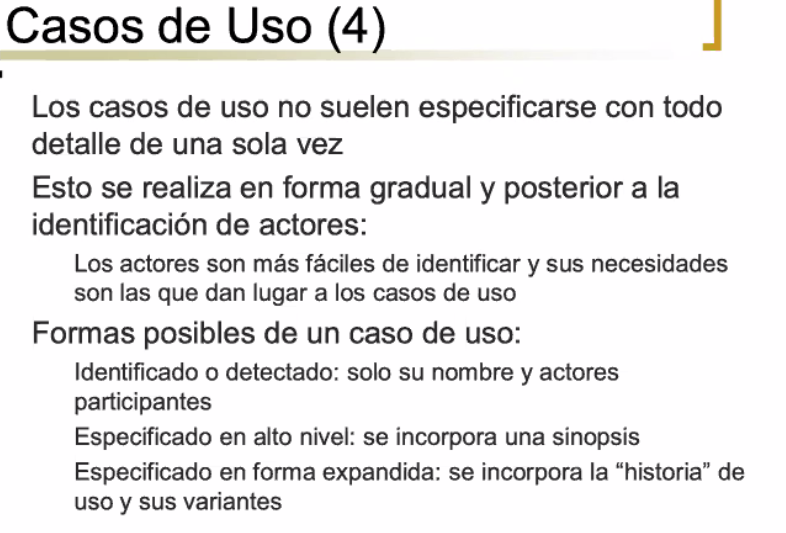 Casos de Uso (4)
Los casos de uso no suelen especificarse con todo
detalle de una sola vez
Esto se realiza en forma gradual y posterior a la
identificación de actores:
Los actores son más fáciles de identificar y sus necesidades
son las que dan lugar a los casos de uso
Formas posibles de un caso de uso:
Identificado o detectado: solo su nombre y actores
participantes
Especificado en alto nivel: se incorpora una sinopsis
Especificado en forma expandida: se incorpora la “historia” de
uso y sus variantes